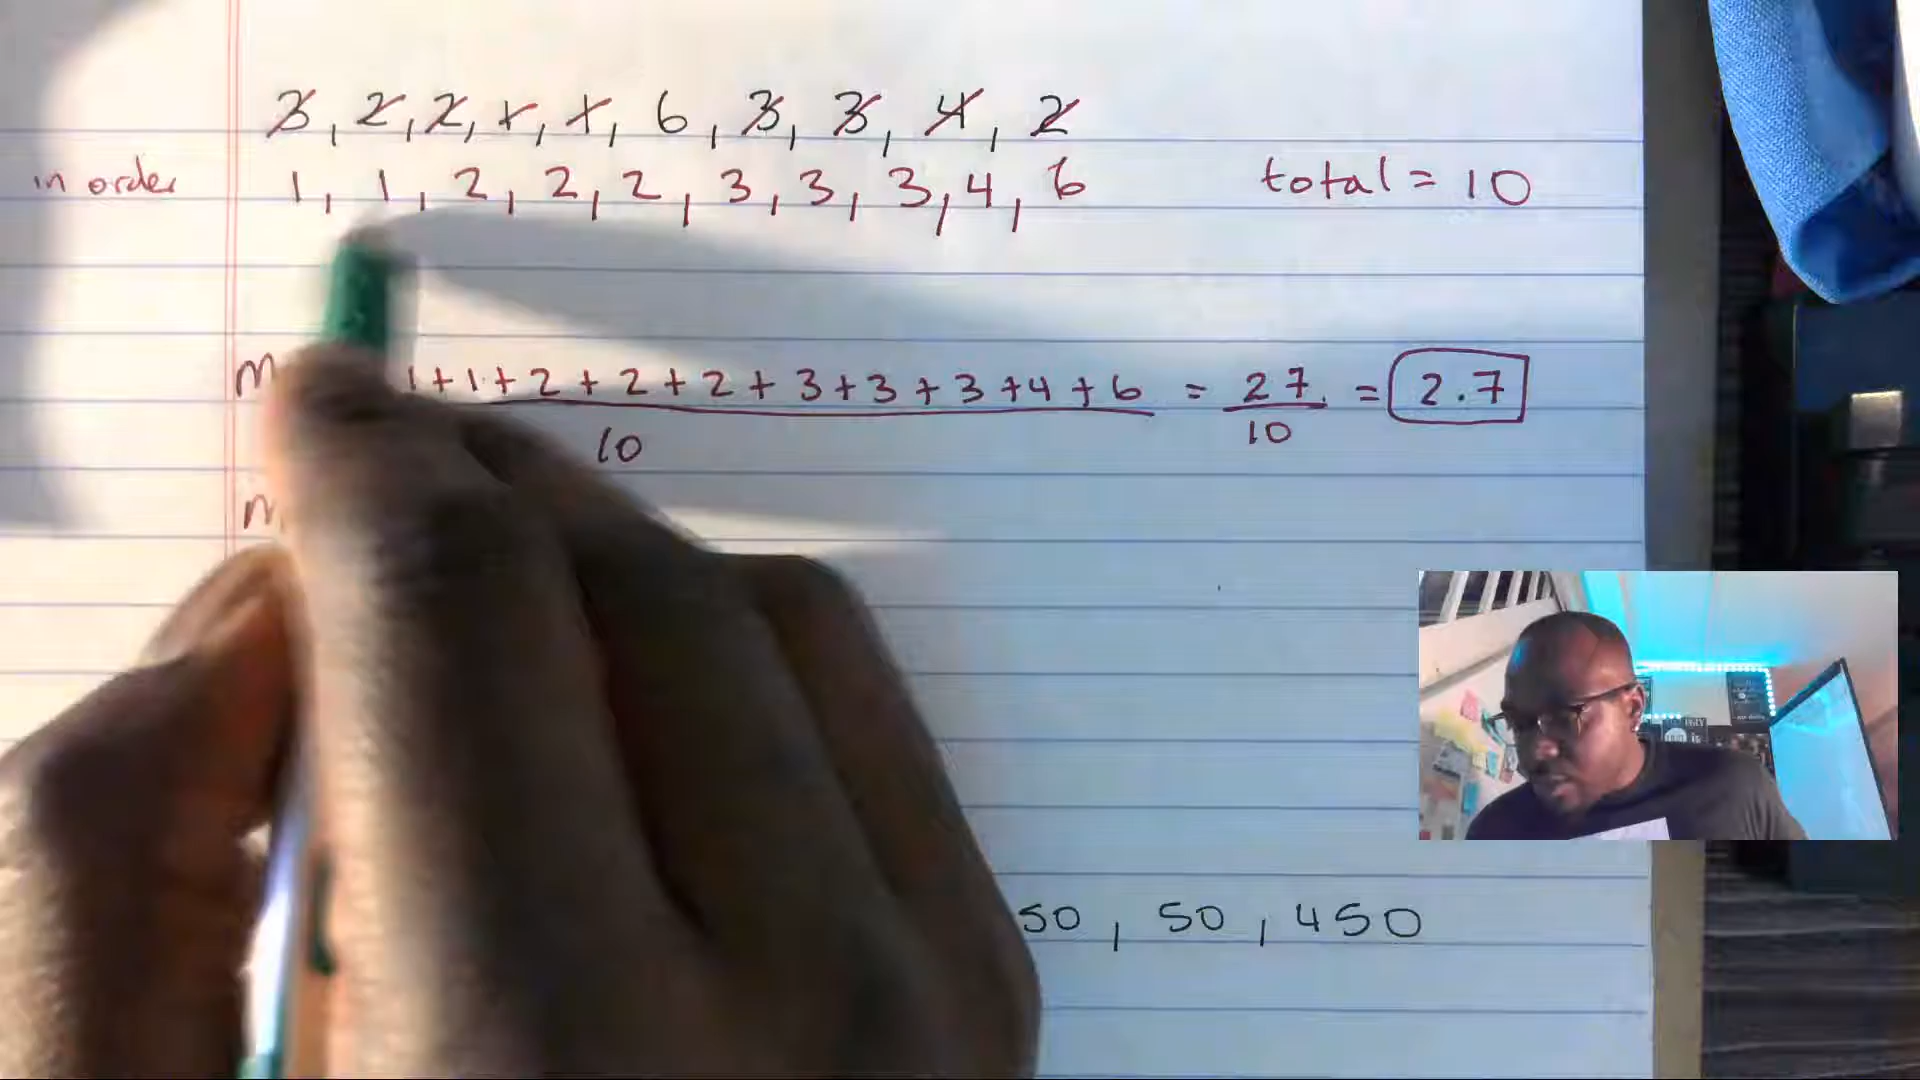 3, 2, 2, 1, 1, 6, 3, 3, 4, 2
in order 1, 1, 2, 2, 2, 3, 3, 3, 4, 6 total = 10
1+1+2+2+2+3+3+3+4+6 = 27 = 2.7
10 10
50, 50, 450